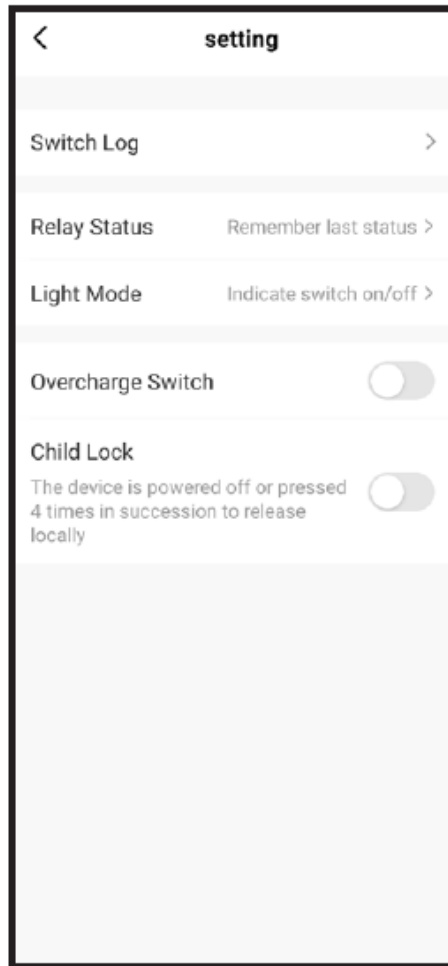 setting
Switch Log
Relay Status Remember last status
Light Mode Indicate switch on/off
Overcharge Switch
Child Lock
The device is powered off or pressed
4 times in succession to release
locally